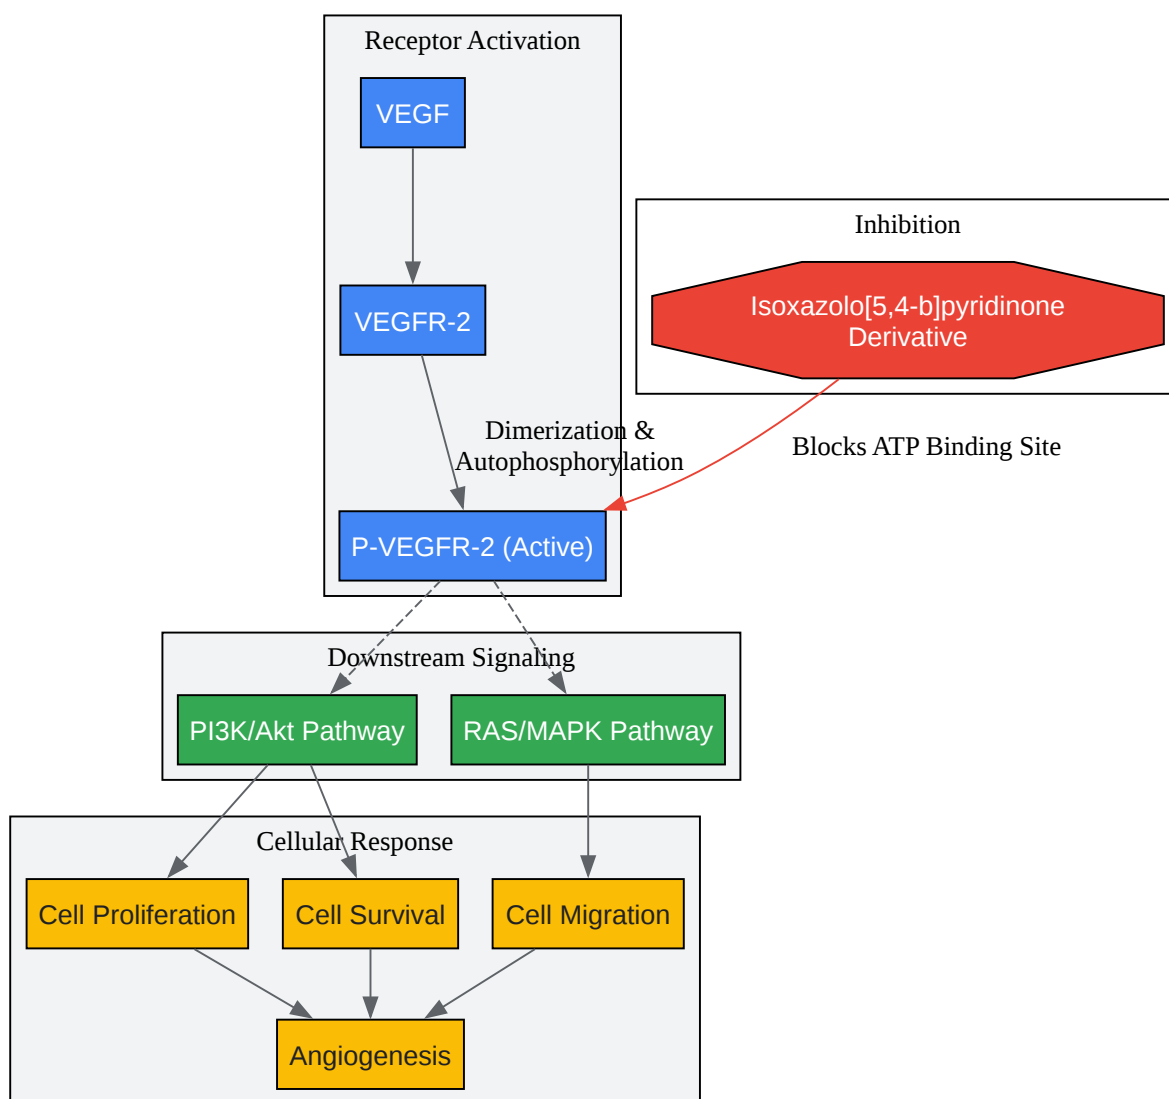 Receptor Activation
VEGF
Inhibition
Isoxazolo[5,4-b]pyridinone
Derivative
VEGFR-2
Dimerization &
Autophosphorylation
Blocks ATP Binding Site
P-VEGFR-2 (Active)
Downstream Signaling
PI3K/Akt Pathway
RAS/MAPK Pathway
Cellular Response
Cell Proliferation
Cell Survival
Cell Migration
Angiogenesis